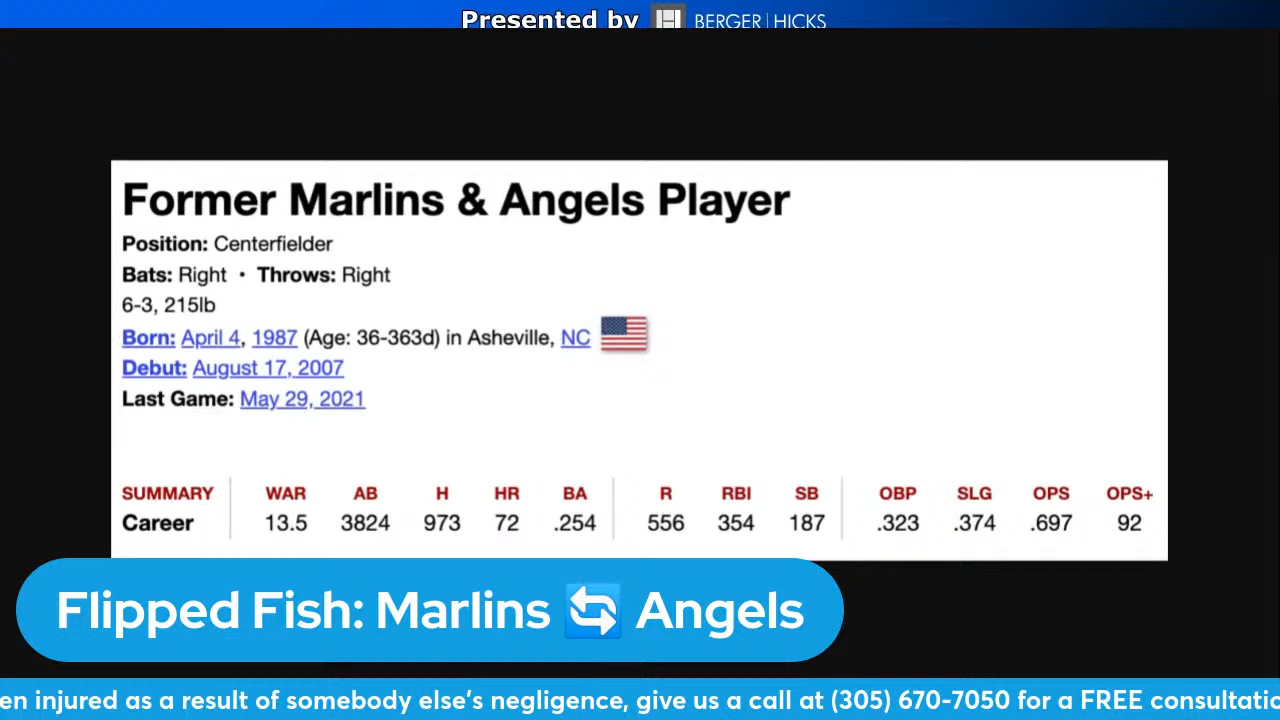 Presented by BERGER|HICKS
Former Marlins & Angels Player
Position: Centerfielder
Bats: Right • Throws: Right
6-3, 215lb
Born: April 4, 1987 (Age: 36-363d) in Asheville, NC
Debut: August 17, 2007
Last Game: May 29, 2021
SUMMARY WAR AB H HR BA R RBI SB OBP SLG OPS OPS+
Career 13.5 3824 973 72 .254 556 354 187 .323 .374 .697 92
Flipped Fish: Marlins 🔄 Angels
en injured as a result of somebody else's negligence, give us a call at (305) 670-7050 for a FREE consultatio